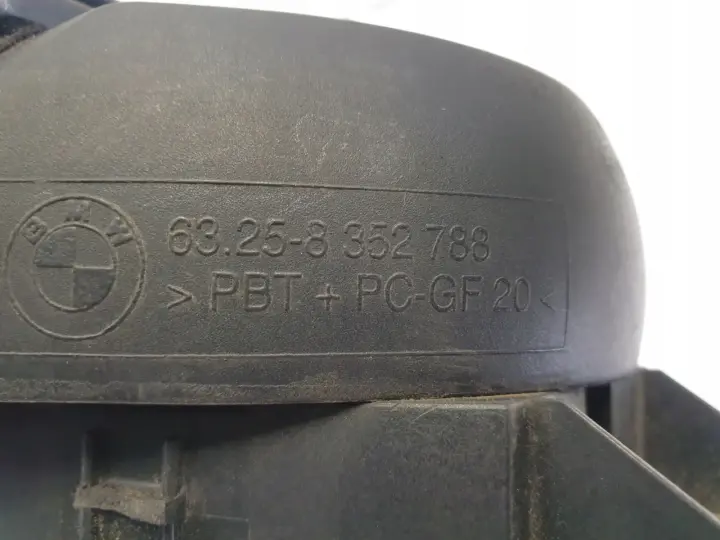 BMW
63.25-8 352 788
> PBT + PC-GF 20 <